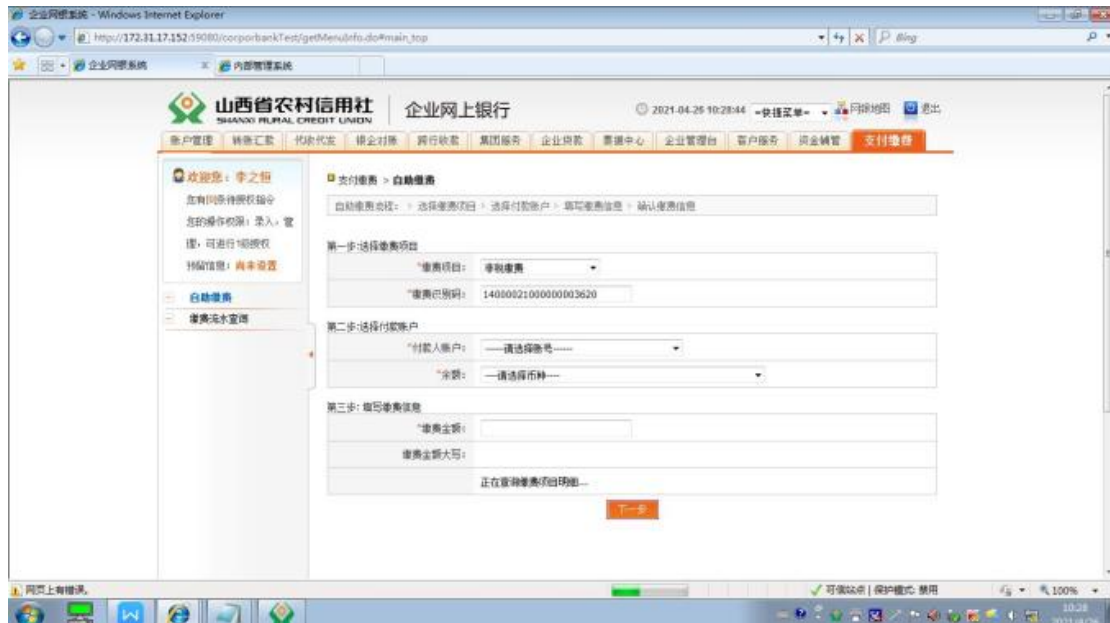 企业网银系统 - Windows Internet Explorer
http://172.31.17.152:59080/corporbankTest/getMenuInfo.do#main_top
Bing
企业网银系统
内部管理系统
山西省农村信用社
SHANXI RURAL CREDIT UNION
企业网上银行
2021-04-26 10:28:44
-快捷菜单-
网银地图
退出
账户管理 转账汇款 代收代发 银企对账 跨行收款 集团服务 企业贷款 票据中心 企业管理台 客户服务 资金辅管 支付缴费
欢迎您：李之恒
您有[0]条待授权指令
您的操作权限：录入，管
理，可进行1级授权
预留信息：尚未设置
自助缴费
缴费流水查询
支付缴费 > 自助缴费
自助缴费流程： > 选择缴费项目 > 选择付款账户 > 填写缴费信息 > 确认缴费信息
第一步:选择缴费项目
*缴费项目： 非税缴费
*缴费识别码： 14000021000000003620
第二步:选择付款账户
*付款人账户： -----请选择账号------
*余额： ----请选择币种----
第三步: 填写缴费信息
*缴费金额：
缴费金额大写：
正在查询缴费项目明细...
下一步
网页上有错误。
可信站点 | 保护模式: 禁用
100%
10:28
2021/4/26